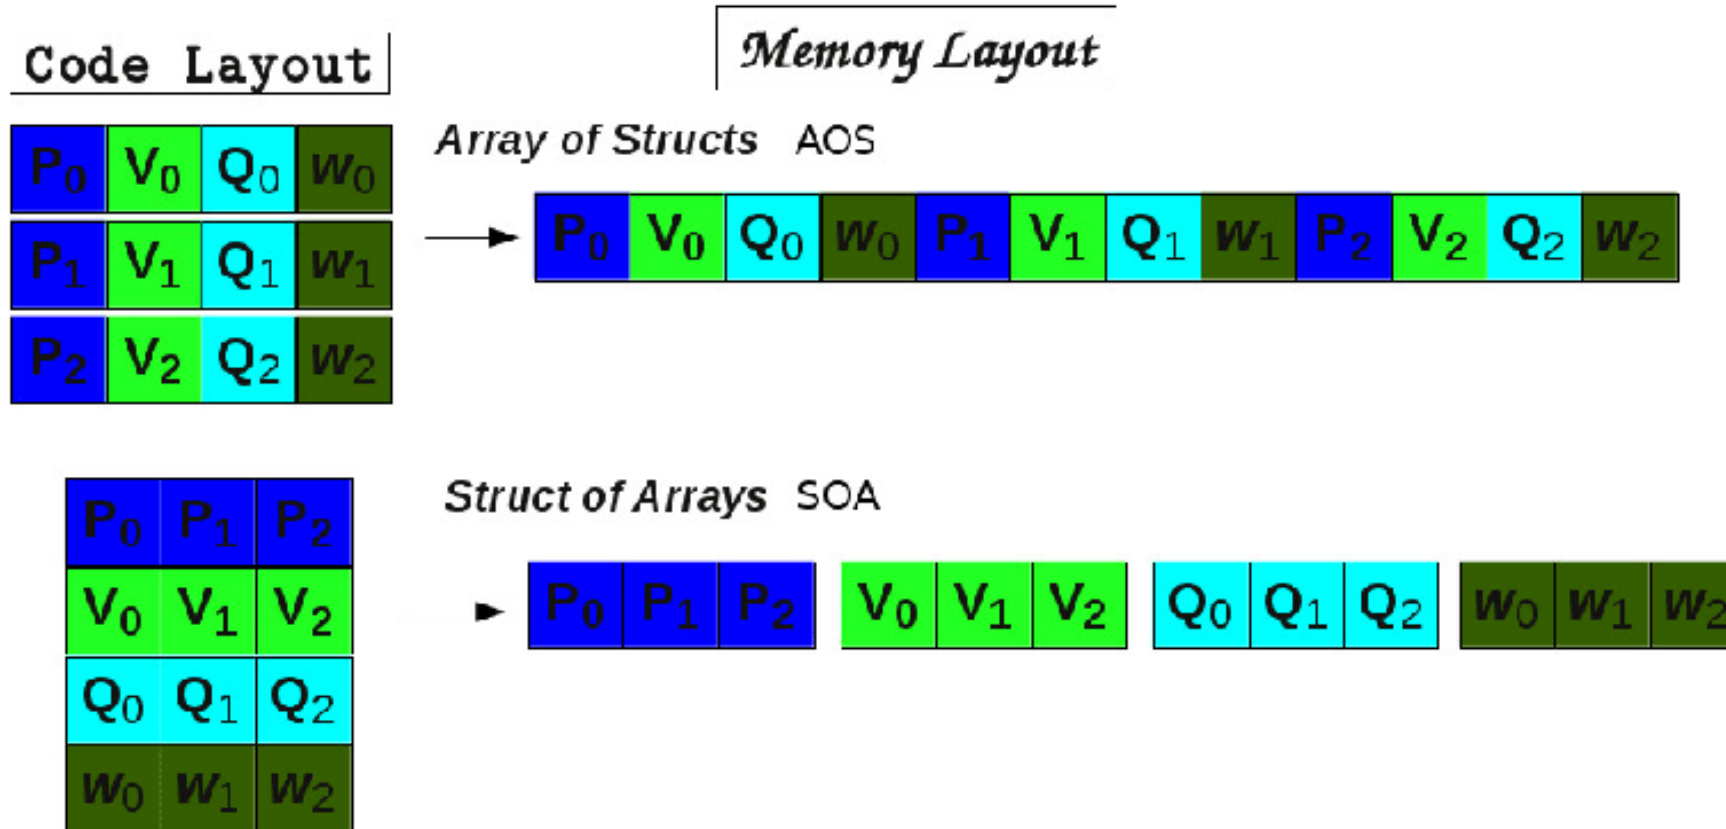 Code Layout
Memory Layout
Array of Structs AOS
P0 V0 Q0 w0
P1 V1 Q1 w1
P2 V2 Q2 w2
P0 V0 Q0 w0 P1 V1 Q1 w1 P2 V2 Q2 w2
Struct of Arrays SOA
P0 P1 P2
V0 V1 V2
Q0 Q1 Q2
w0 w1 w2
P0 P1 P2 V0 V1 V2 Q0 Q1 Q2 w0 w1 w2